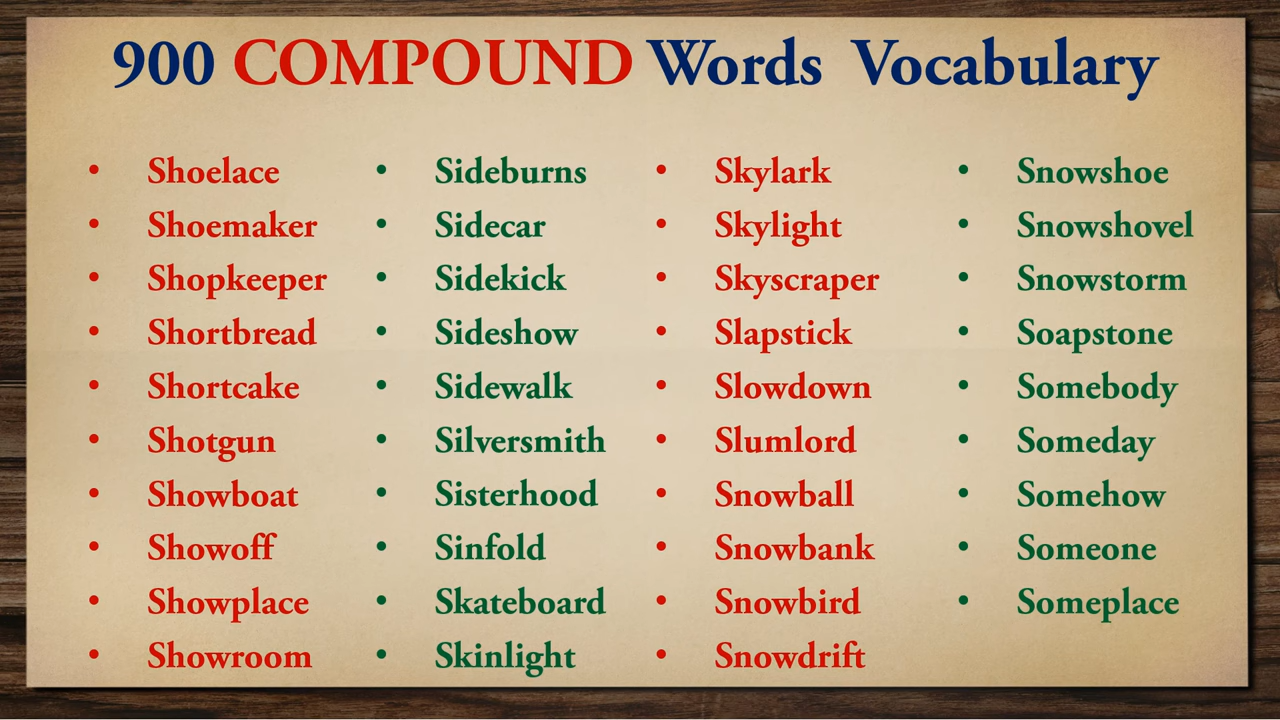 900 COMPOUND Words Vocabulary
• Shoelace
• Shoemaker
• Shopkeeper
• Shortbread
• Shortcake
• Shotgun
• Showboat
• Showoff
• Showplace
• Showroom
• Sideburns
• Sidecar
• Sidekick
• Sideshow
• Sidewalk
• Silversmith
• Sisterhood
• Sinfold
• Skateboard
• Skinlight
• Skylark
• Skylight
• Skyscraper
• Slapstick
• Slowdown
• Slumlord
• Snowball
• Snowbank
• Snowbird
• Snowdrift
• Snowshoe
• Snowshovel
• Snowstorm
• Soapstone
• Somebody
• Someday
• Somehow
• Someone
• Someplace